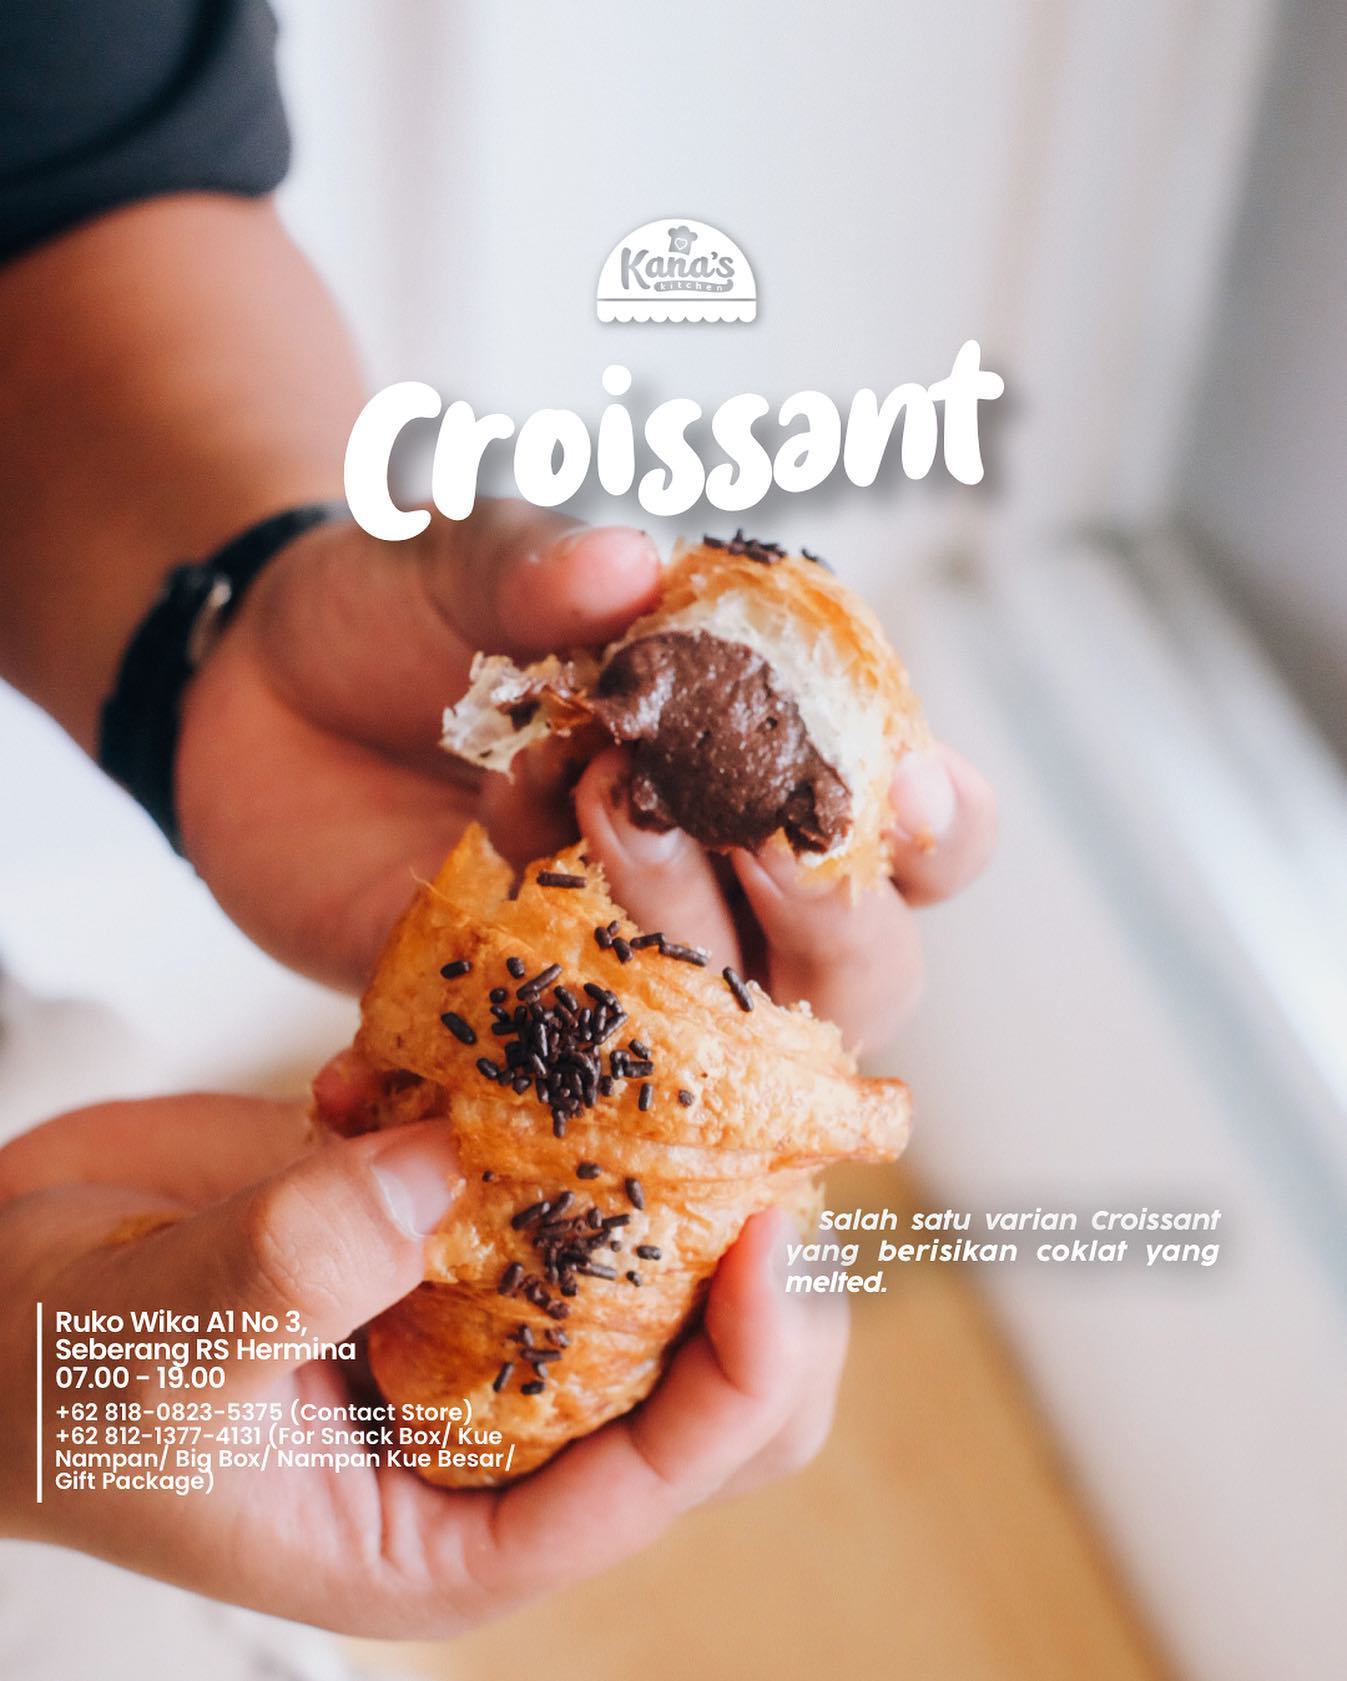 Kana's
kitchen
Croissant
Salah satu varian Croissant
yang berisikan coklat yang
melted.
Ruko Wika A1 No 3,
Seberang RS Hermina
07.00 - 19.00
+62 818-0823-5375 (Contact Store)
+62 812-1377-4131 (For Snack Box/ Kue
Nampan/ Big Box/ Nampan Kue Besar/
Gift Package)